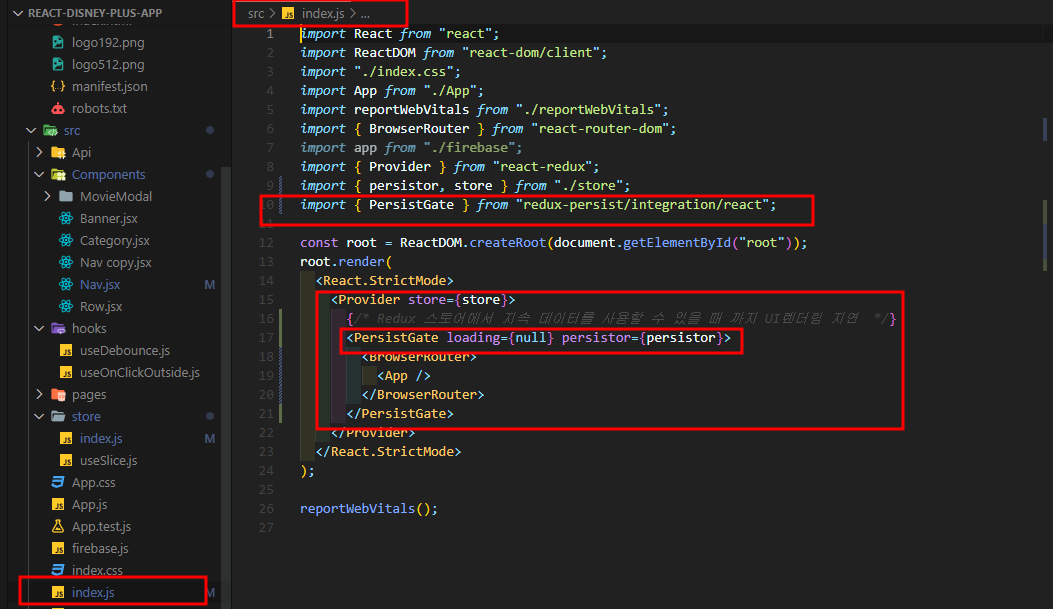 REACT-DISNEY-PLUS-APP
logo192.png
logo512.png
manifest.json
robots.txt
src
Api
Components
MovieModal
Banner.jsx
Category.jsx
Nav copy.jsx
Nav.jsx M
Row.jsx
hooks
useDebounce.js
useOnClickOutside.js
pages
store
index.js M
useSlice.js
App.css
App.js
App.test.js
firebase.js
index.css
index.js M
src > JS index.js > ...
1 import React from "react";
2 import ReactDOM from "react-dom/client";
3 import "./index.css";
4 import App from "./App";
5 import reportWebVitals from "./reportWebVitals";
6 import { BrowserRouter } from "react-router-dom";
7 import app from "./firebase";
8 import { Provider } from "react-redux";
9 import { persistor, store } from "./store";
10 import { PersistGate } from "redux-persist/integration/react";
11
12 const root = ReactDOM.createRoot(document.getElementById("root"));
13 root.render(
14 <React.StrictMode>
15 <Provider store={store}>
16 {/* Redux 스토어에서 지속 데이터를 사용할 수 있을 때 까지 UI렌더링 지연 */}
17 <PersistGate loading={null} persistor={persistor}>
18 <BrowserRouter>
19 <App />
20 </BrowserRouter>
21 </PersistGate>
22 </Provider>
23 </React.StrictMode>
24 );
25
26 reportWebVitals();
27